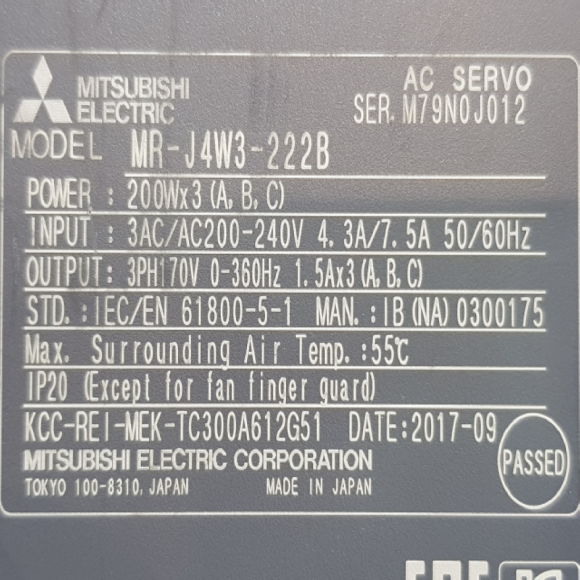 MITSUBISHI
ELECTRIC
AC SERVO
SER. M79N0J012
MODEL MR-J4W3-222B
POWER : 200Wx3 (A, B, C)
INPUT : 3AC/AC200-240V 4.3A/7.5A 50/60Hz
OUTPUT: 3PH170V 0-360Hz 1.5Ax3 (A, B, C)
STD. : IEC/EN 61800-5-1 MAN. : IB (NA) 0300175
Max. Surrounding Air Temp. :55℃
IP20 (Except for fan finger guard)
KCC-REI-MEK-TC300A612G51 DATE:2017-09
MITSUBISHI ELECTRIC CORPORATION
TOKYO 100-8310, JAPAN MADE IN JAPAN
PASSED